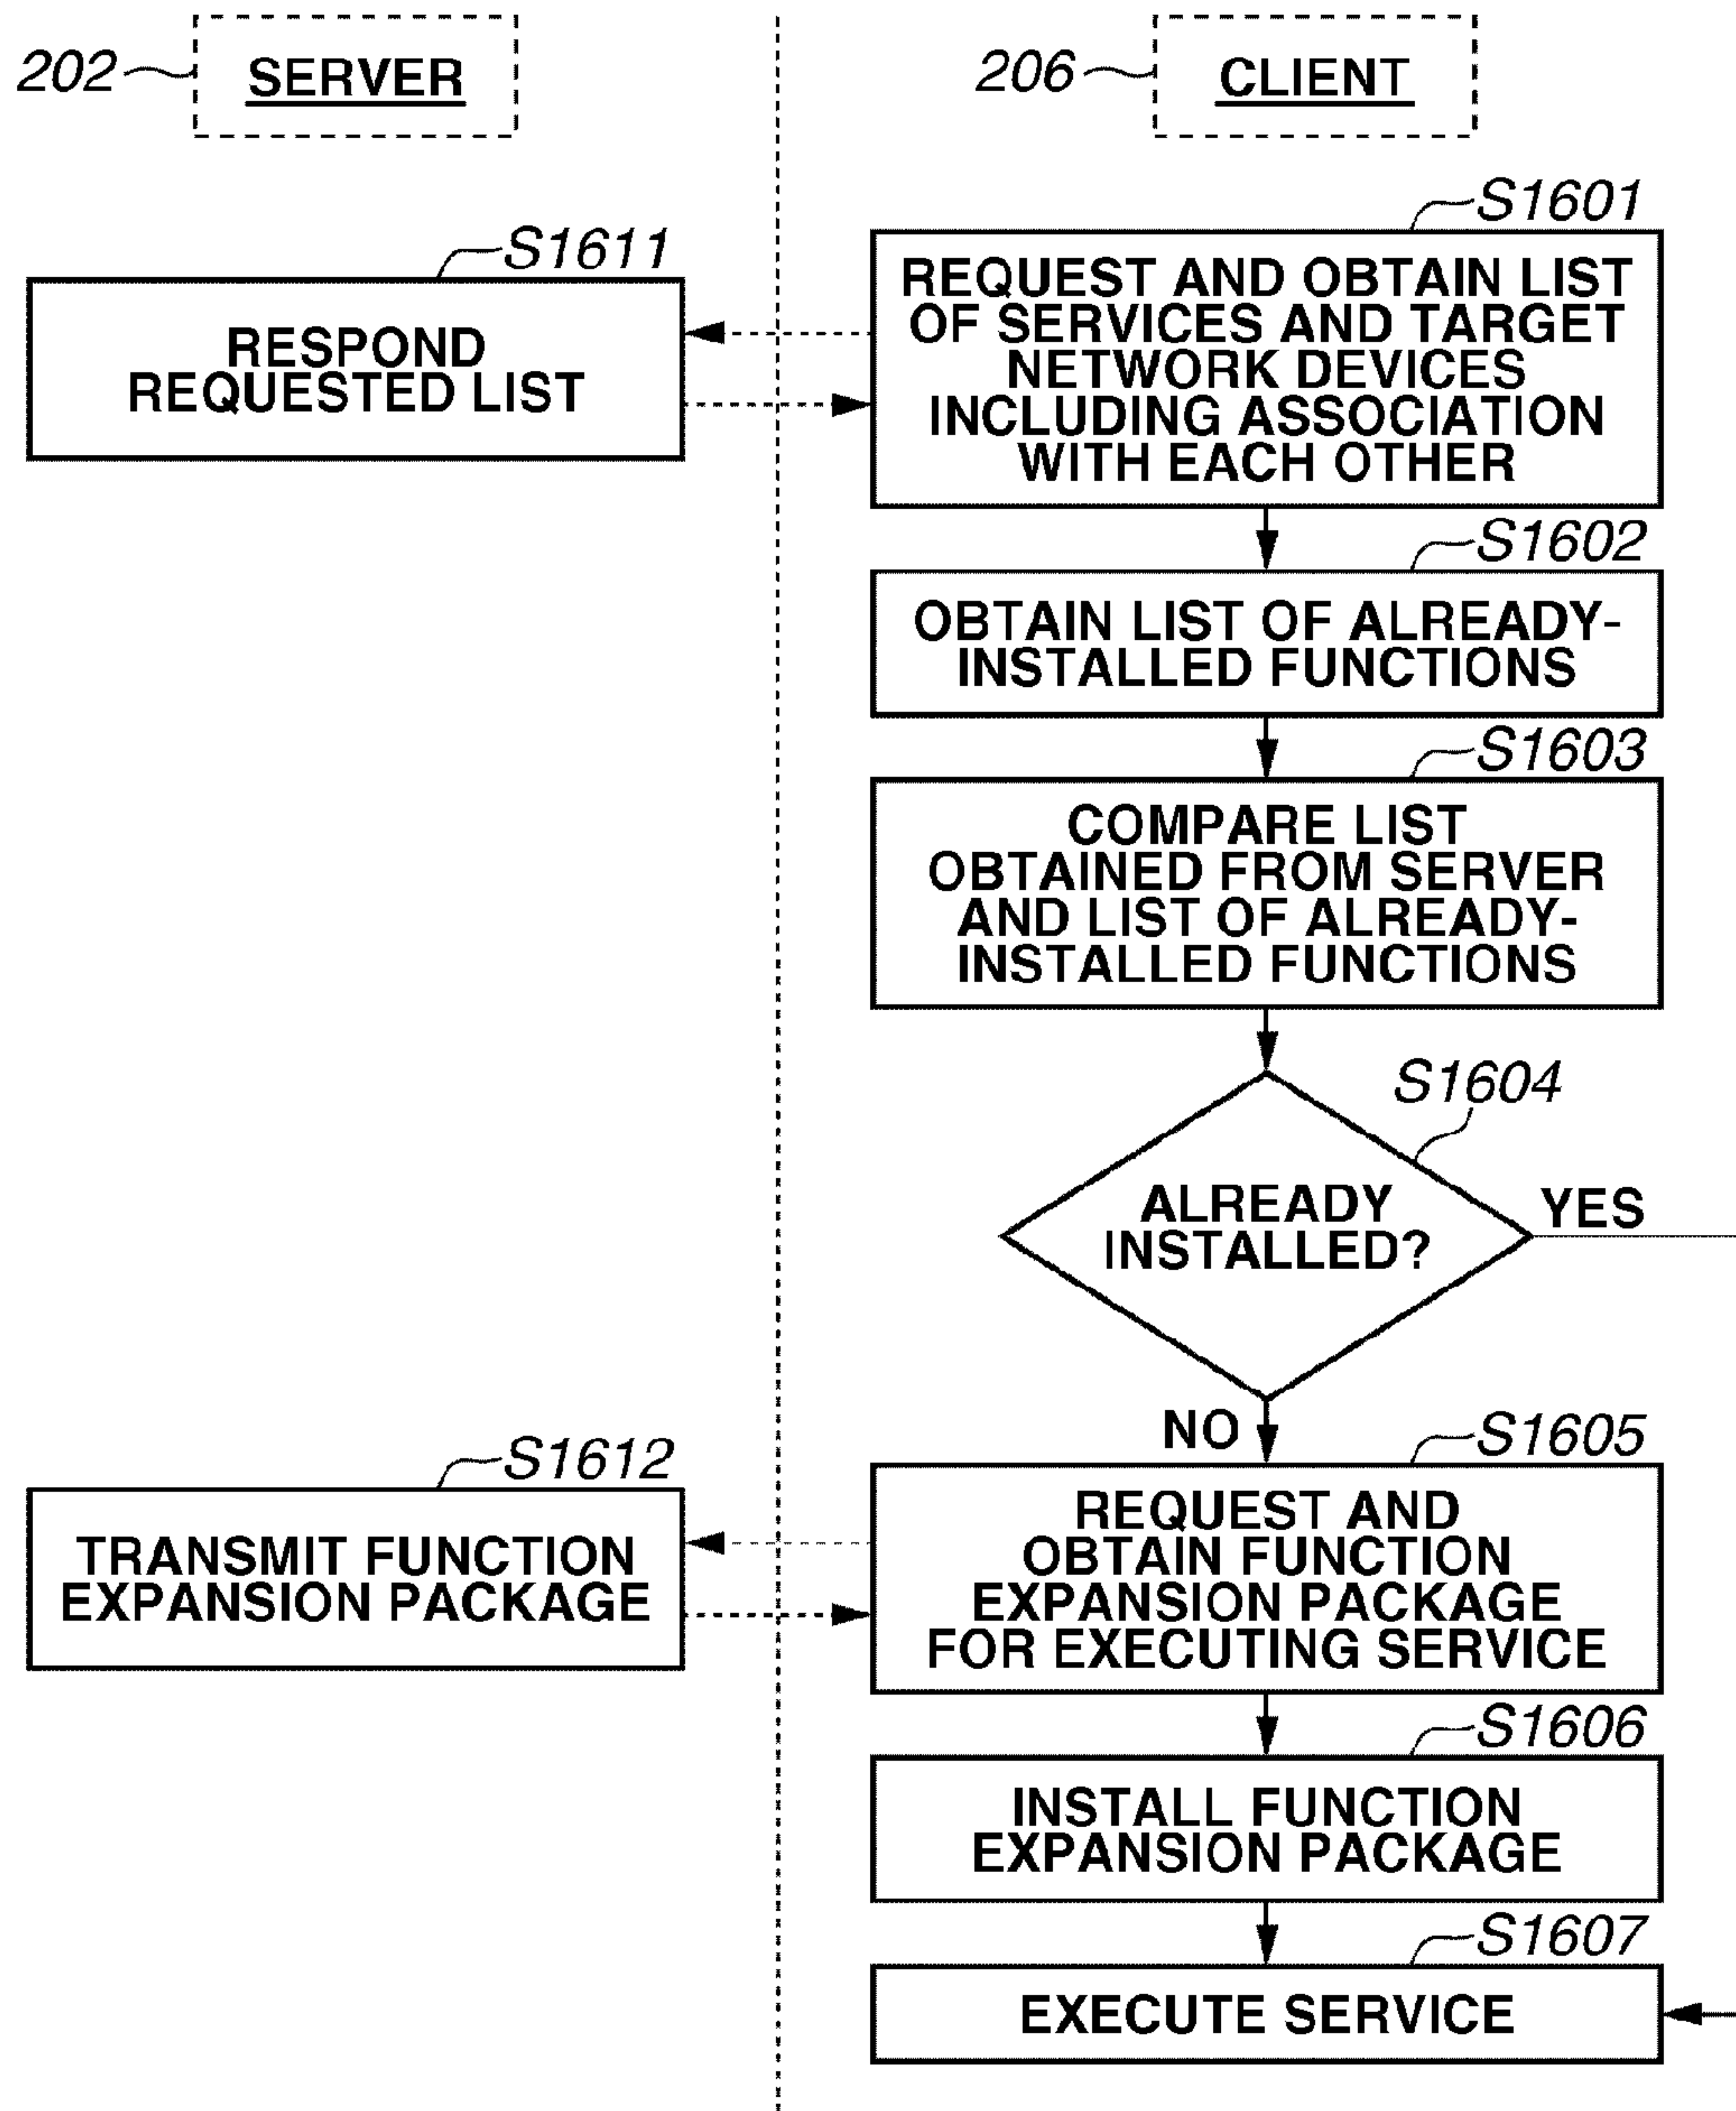 202
SERVER
206
CLIENT
S1601
REQUEST AND OBTAIN LIST
OF SERVICES AND TARGET
NETWORK DEVICES
INCLUDING ASSOCIATION
WITH EACH OTHER
S1611
RESPOND
REQUESTED LIST
S1602
OBTAIN LIST OF ALREADY-
INSTALLED FUNCTIONS
S1603
COMPARE LIST
OBTAINED FROM SERVER
AND LIST OF ALREADY-
INSTALLED FUNCTIONS
S1604
ALREADY
INSTALLED?
YES
NO
S1605
REQUEST AND
OBTAIN FUNCTION
EXPANSION PACKAGE
FOR EXECUTING SERVICE
S1612
TRANSMIT FUNCTION
EXPANSION PACKAGE
S1606
INSTALL FUNCTION
EXPANSION PACKAGE
S1607
EXECUTE SERVICE